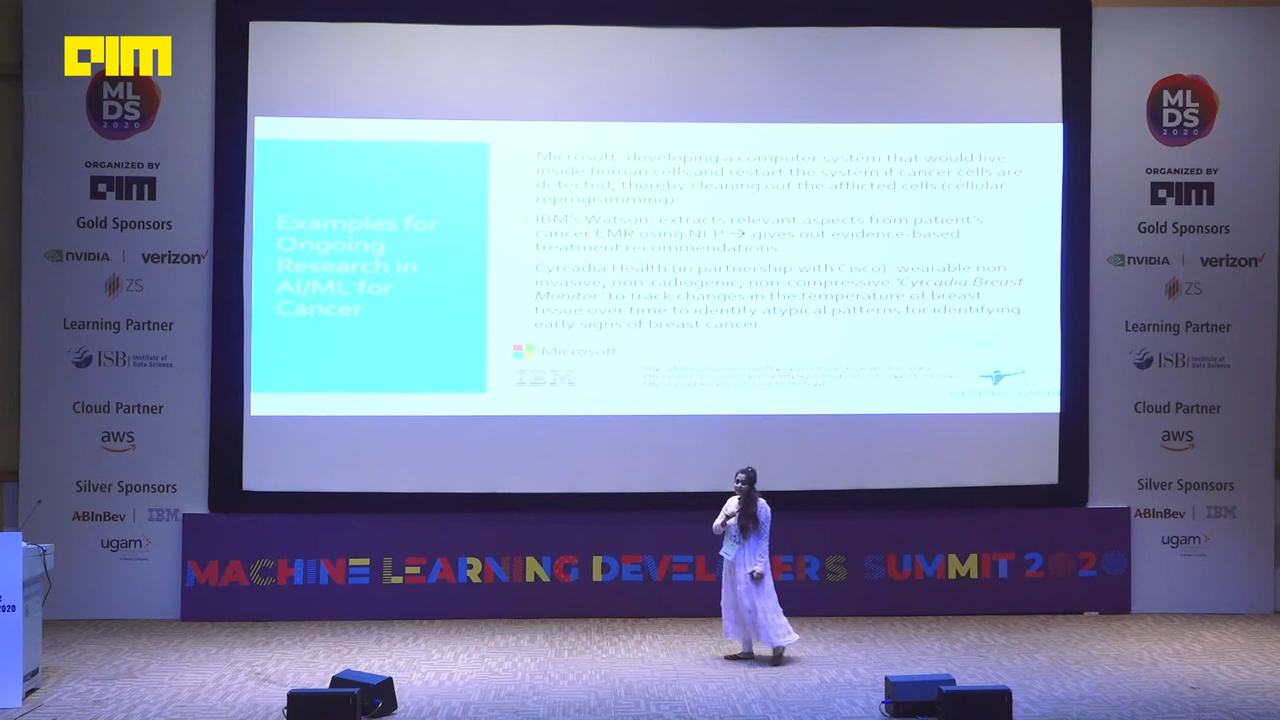 AIM
ML
DS
2020
ORGANIZED BY
AIM
Gold Sponsors
NVIDIA | verizon
ZS
Learning Partner
ISB | Institute of
Data Science
Cloud Partner
aws
Silver Sponsors
ABInBev | IBM
ugam
2020
Examples for
Ongoing
Research in
AI/ML for
Cancer
Microsoft: developing a computer system that would live
inside human cells and restart the system if cancer cells are
detected, thereby cleaning out the afflicted cells (cellular
reprogramming)
IBM's Watson: extracts relevant aspects from patient's
cancer EMR using NLP → gives out evidence-based
treatment recommendations
Cyrcadia Health (in partnership with Cisco): wearable non-
invasive, non-radiogenic, non-compressive 'Cyrcadia Breast
Monitor' to track changes in the temperature of breast
tissue over time to identify atypical patterns for identifying
early signs of breast cancer
Microsoft
IBM
MACHINE LEARNING DEVEL ERS SUMMIT 2020
ML
DS
2020
ORGANIZED BY
AIM
Gold Sponsors
NVIDIA | verizon
ZS
Learning Partner
ISB | Institute of
Data Science
Cloud Partner
aws
Silver Sponsors
ABInBev | IBM
ugam